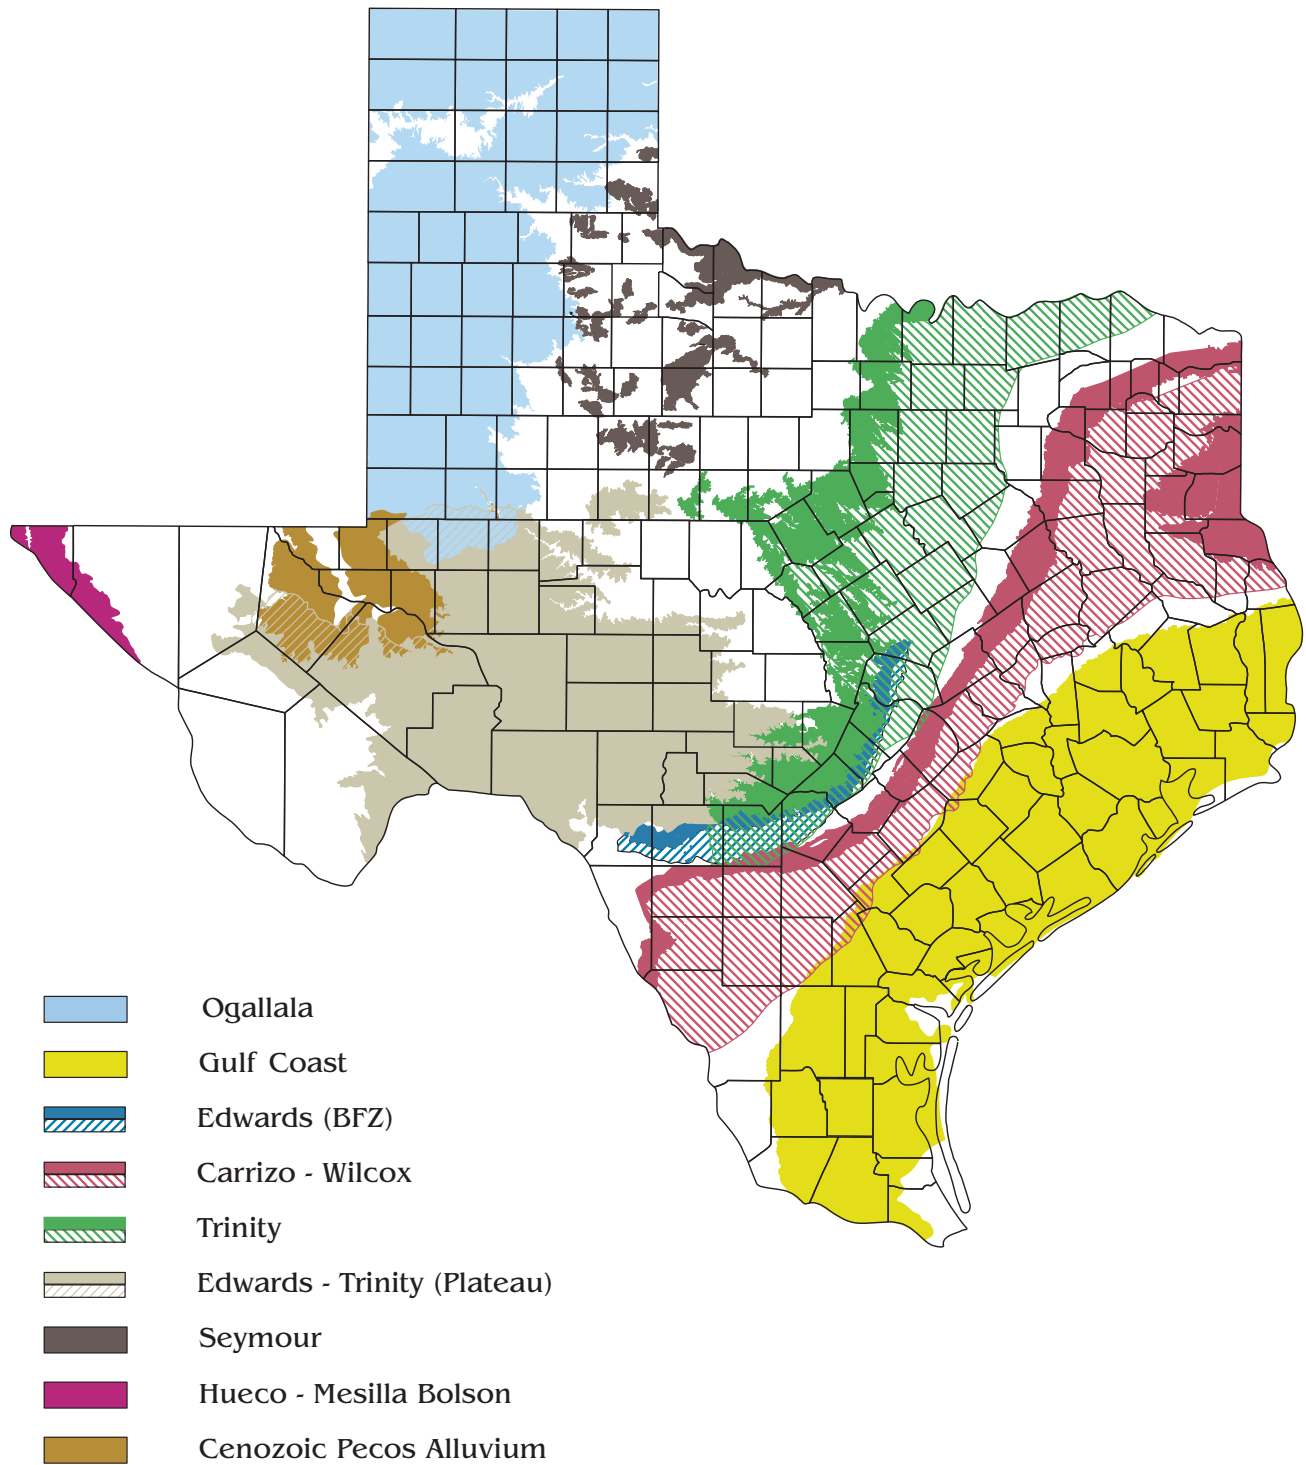 Ogallala
Gulf Coast
Edwards (BFZ)
Carrizo - Wilcox
Trinity
Edwards - Trinity (Plateau)
Seymour
Hueco - Mesilla Bolson
Cenozoic Pecos Alluvium